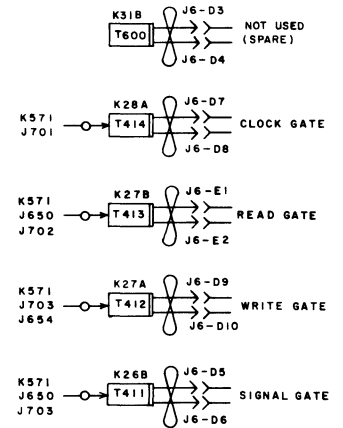 K31B
J6-D3
T600
NOT USED
(SPARE)
J6-D4
K28A
J6-D7
K571
J701
T414
CLOCK GATE
J6-D8
K27B
J6-E1
K571
J650
J702
T413
READ GATE
J6-E2
K27A
J6-D9
K571
J703
J654
T412
WRITE GATE
J6-D10
K26B
J6-D5
K571
J650
J703
T411
SIGNAL GATE
J6-D6